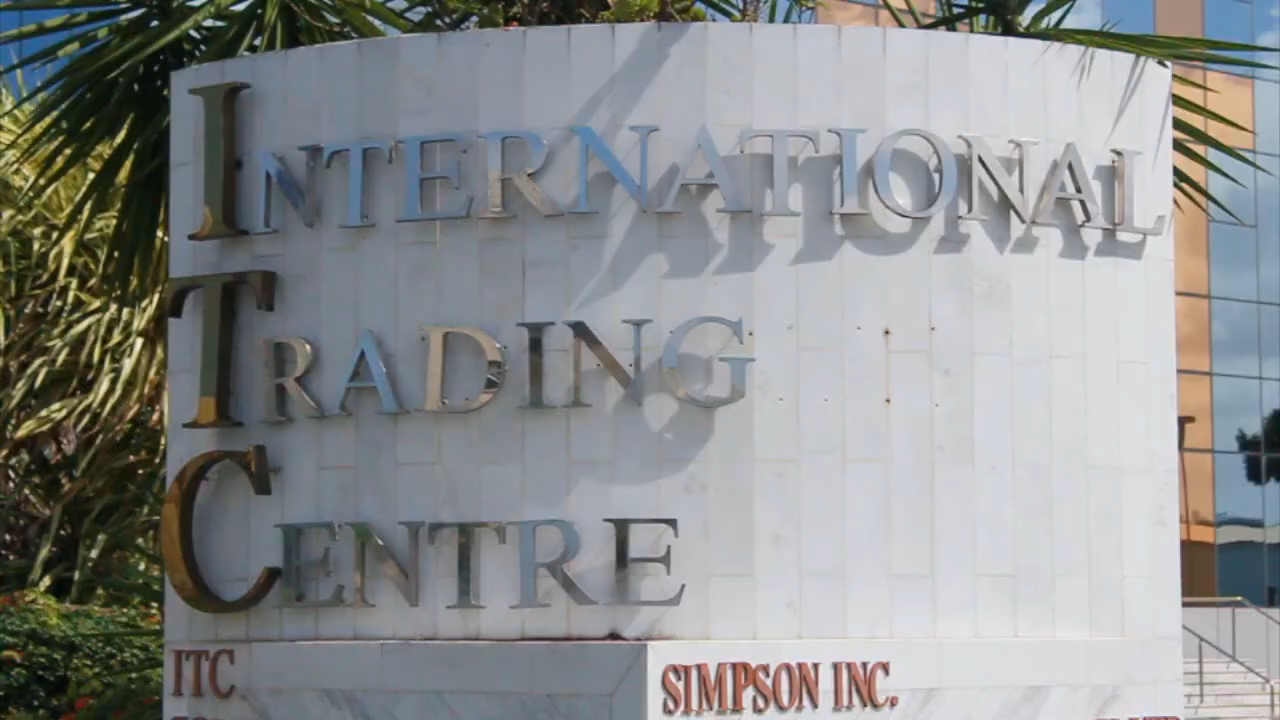 INTERNATIONAL
TRADING
CENTRE
ITC
SIMPSON INC.